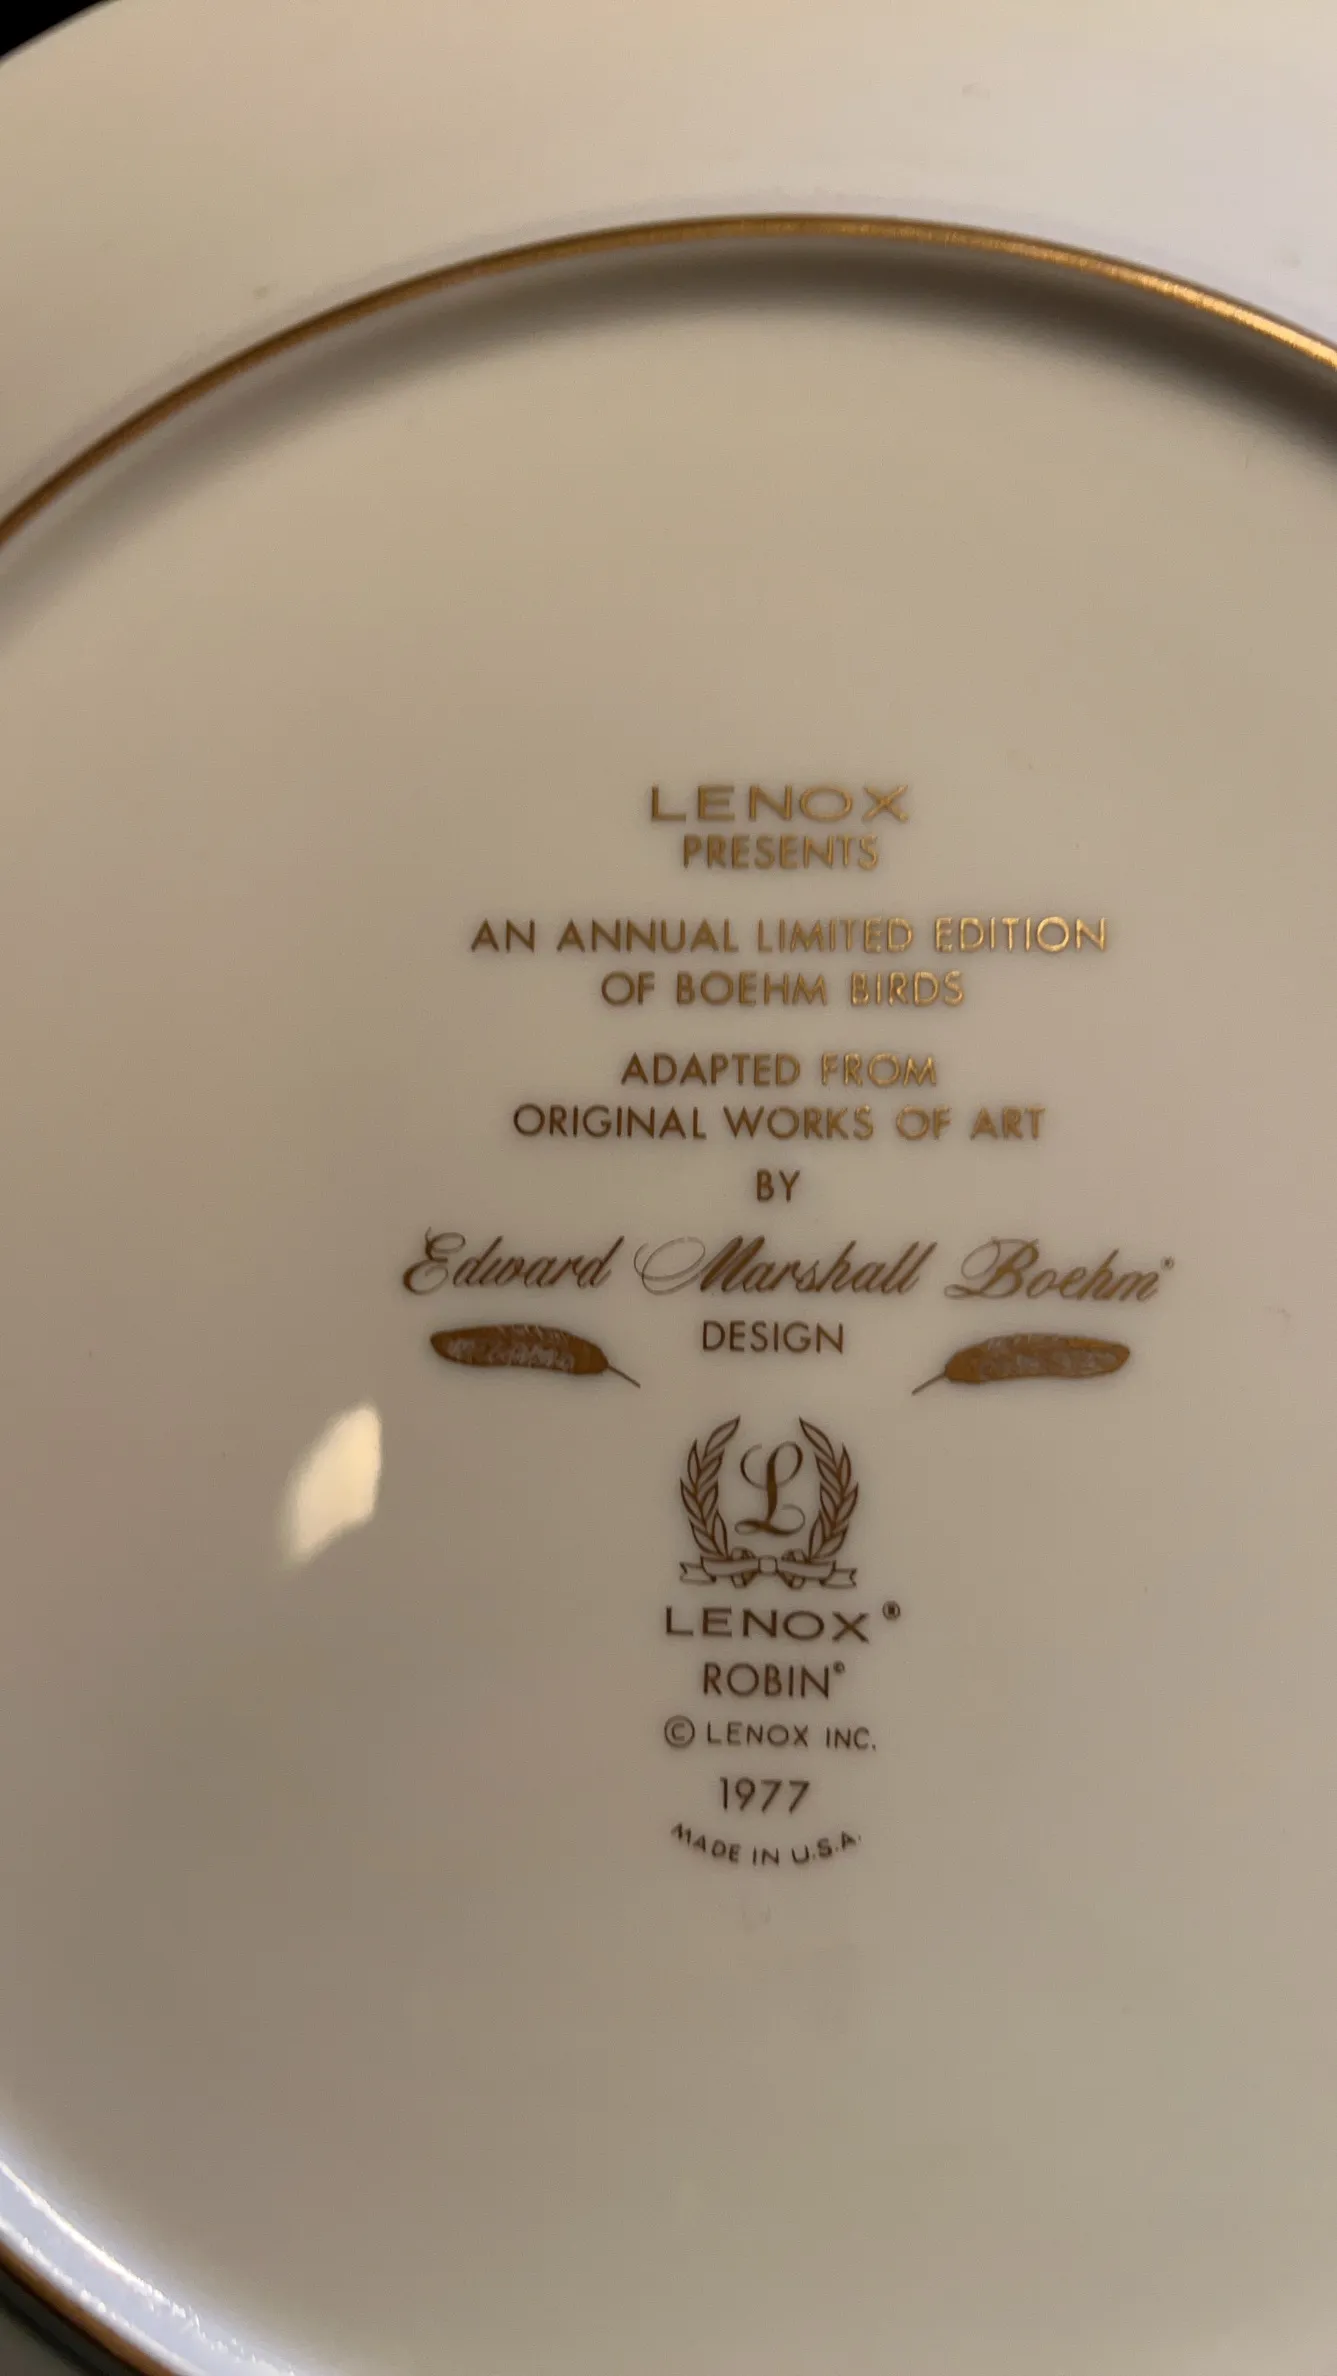 LENOX
PRESENTS
AN ANNUAL LIMITED EDITION
OF BOEHM BIRDS
ADAPTED FROM
ORIGINAL WORKS OF ART
BY
Edward Marshall Boehm®
DESIGN
L
LENOX®
ROBIN©
© LENOX INC.
1977
MADE IN U.S.A.